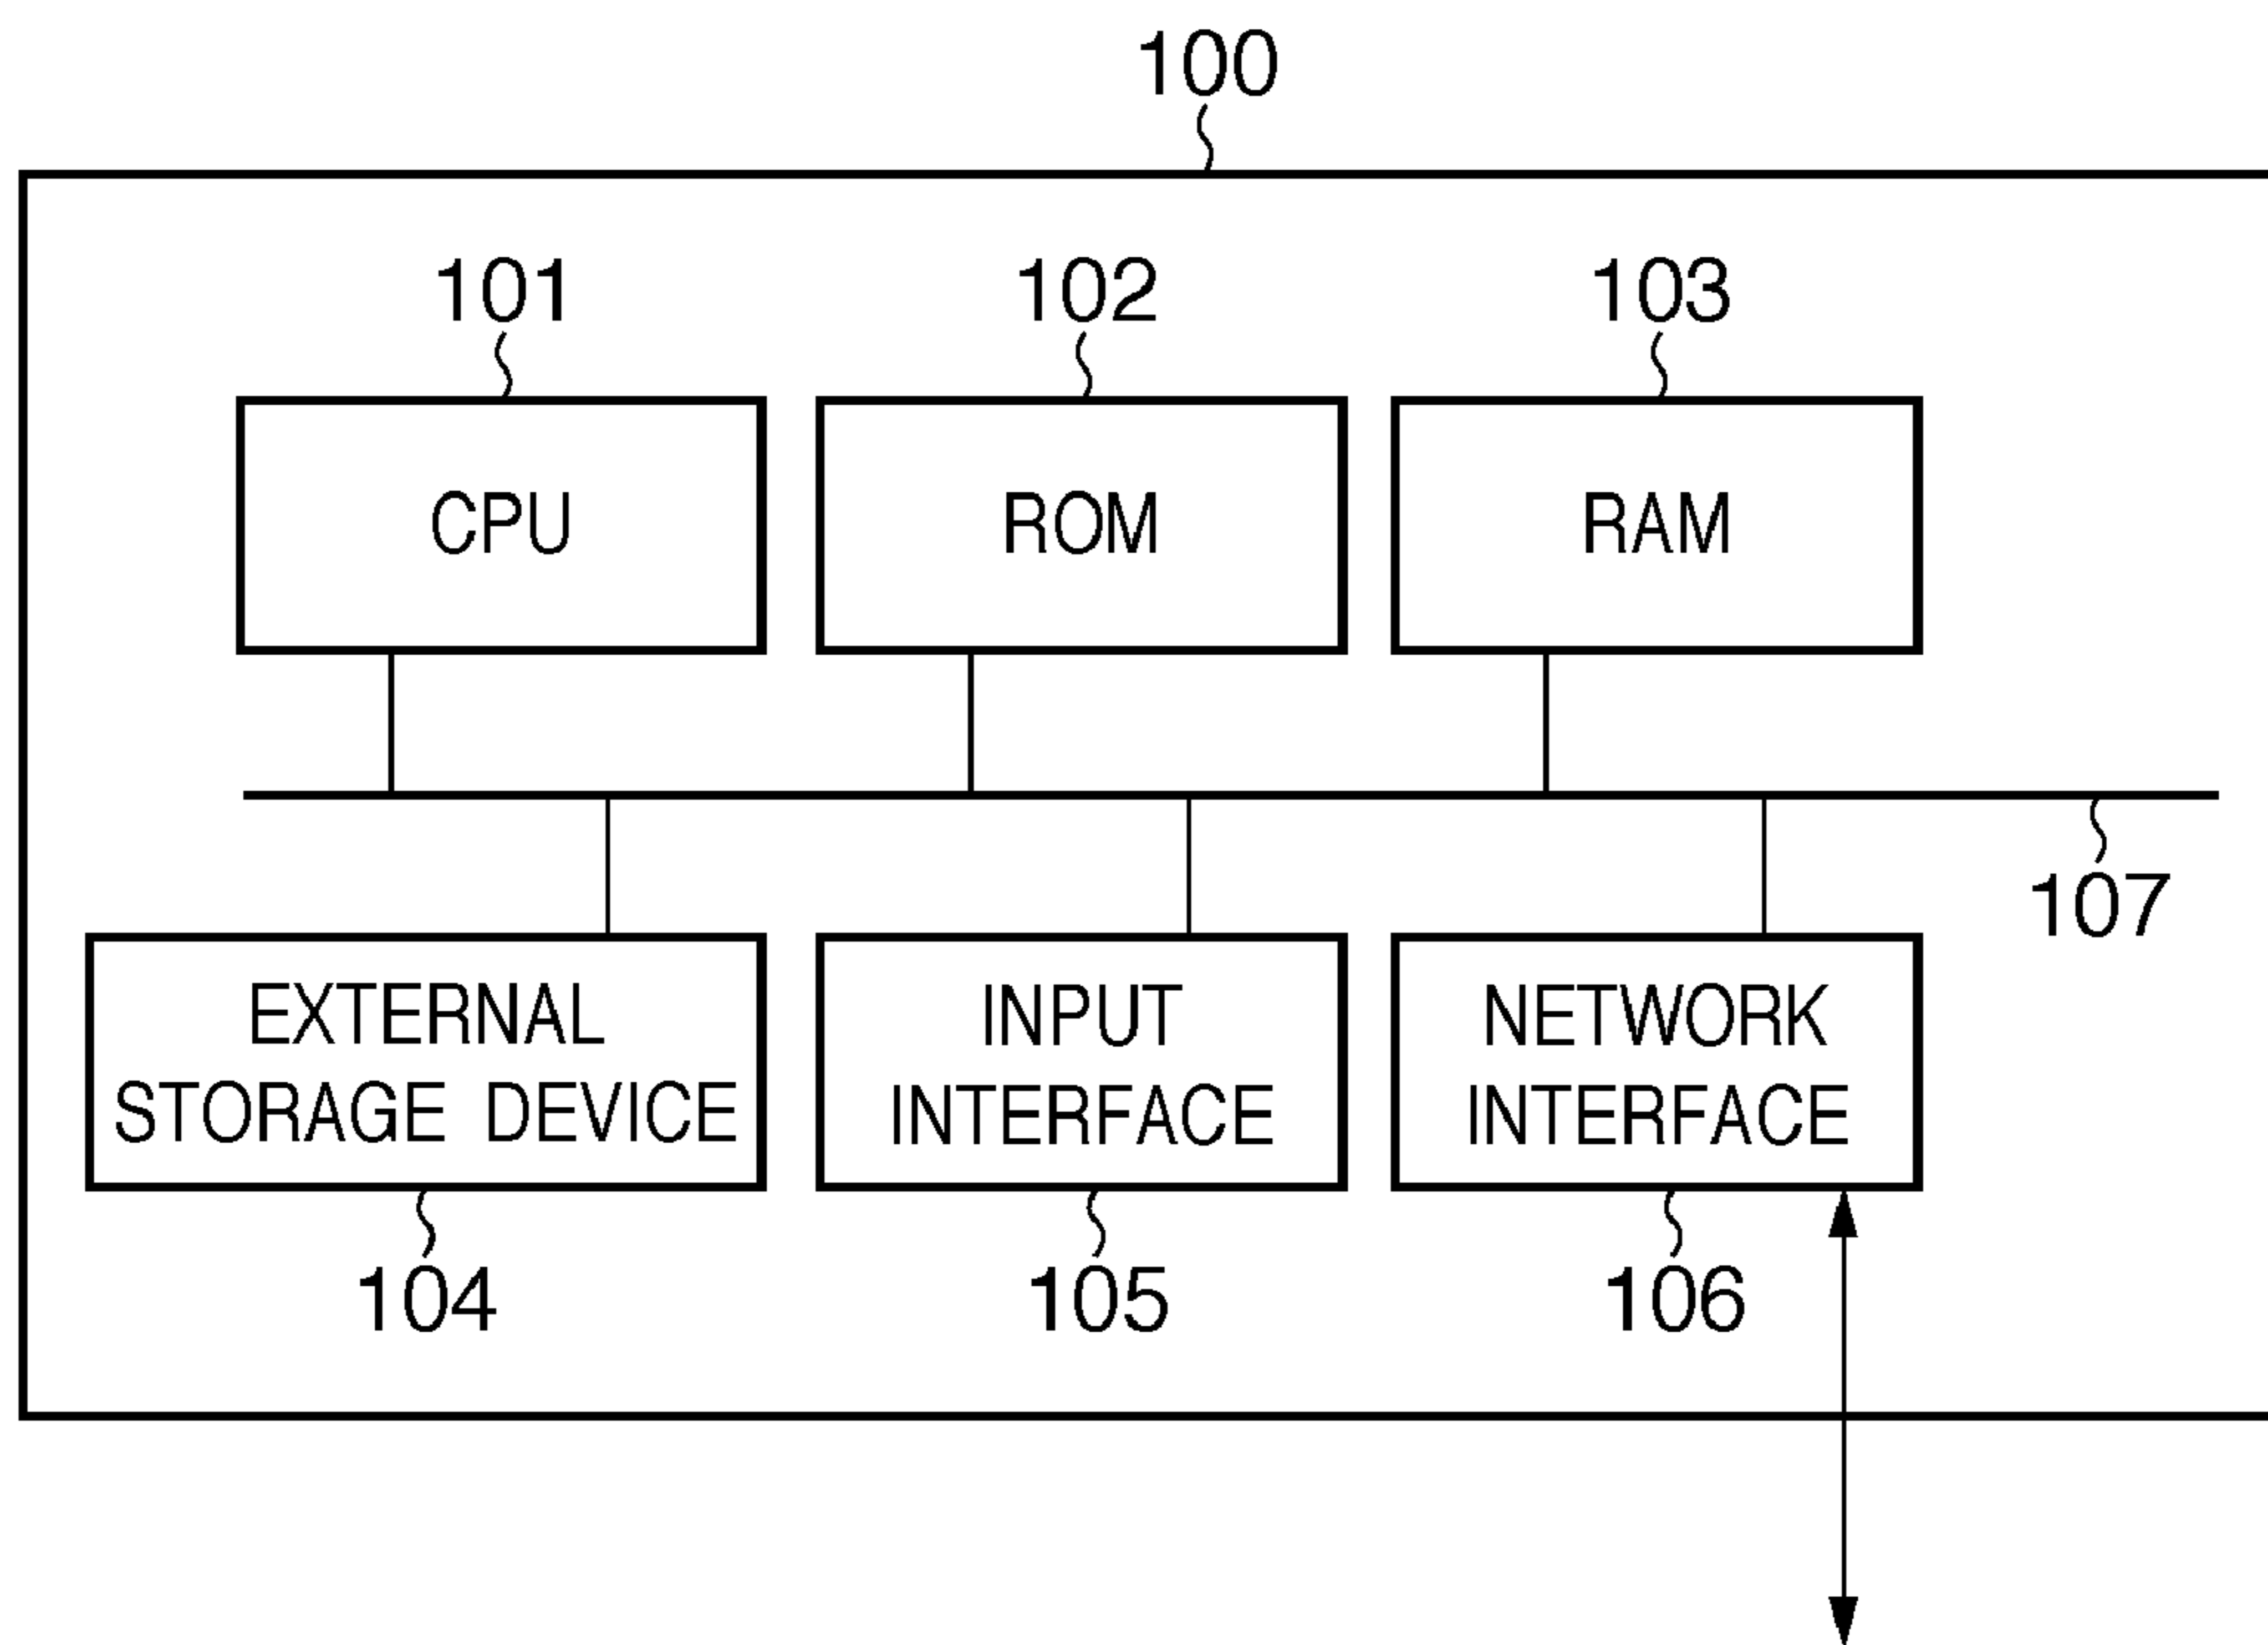 100
101
102
103
CPU
ROM
RAM
107
EXTERNAL
STORAGE DEVICE
INPUT
INTERFACE
NETWORK
INTERFACE
104
105
106